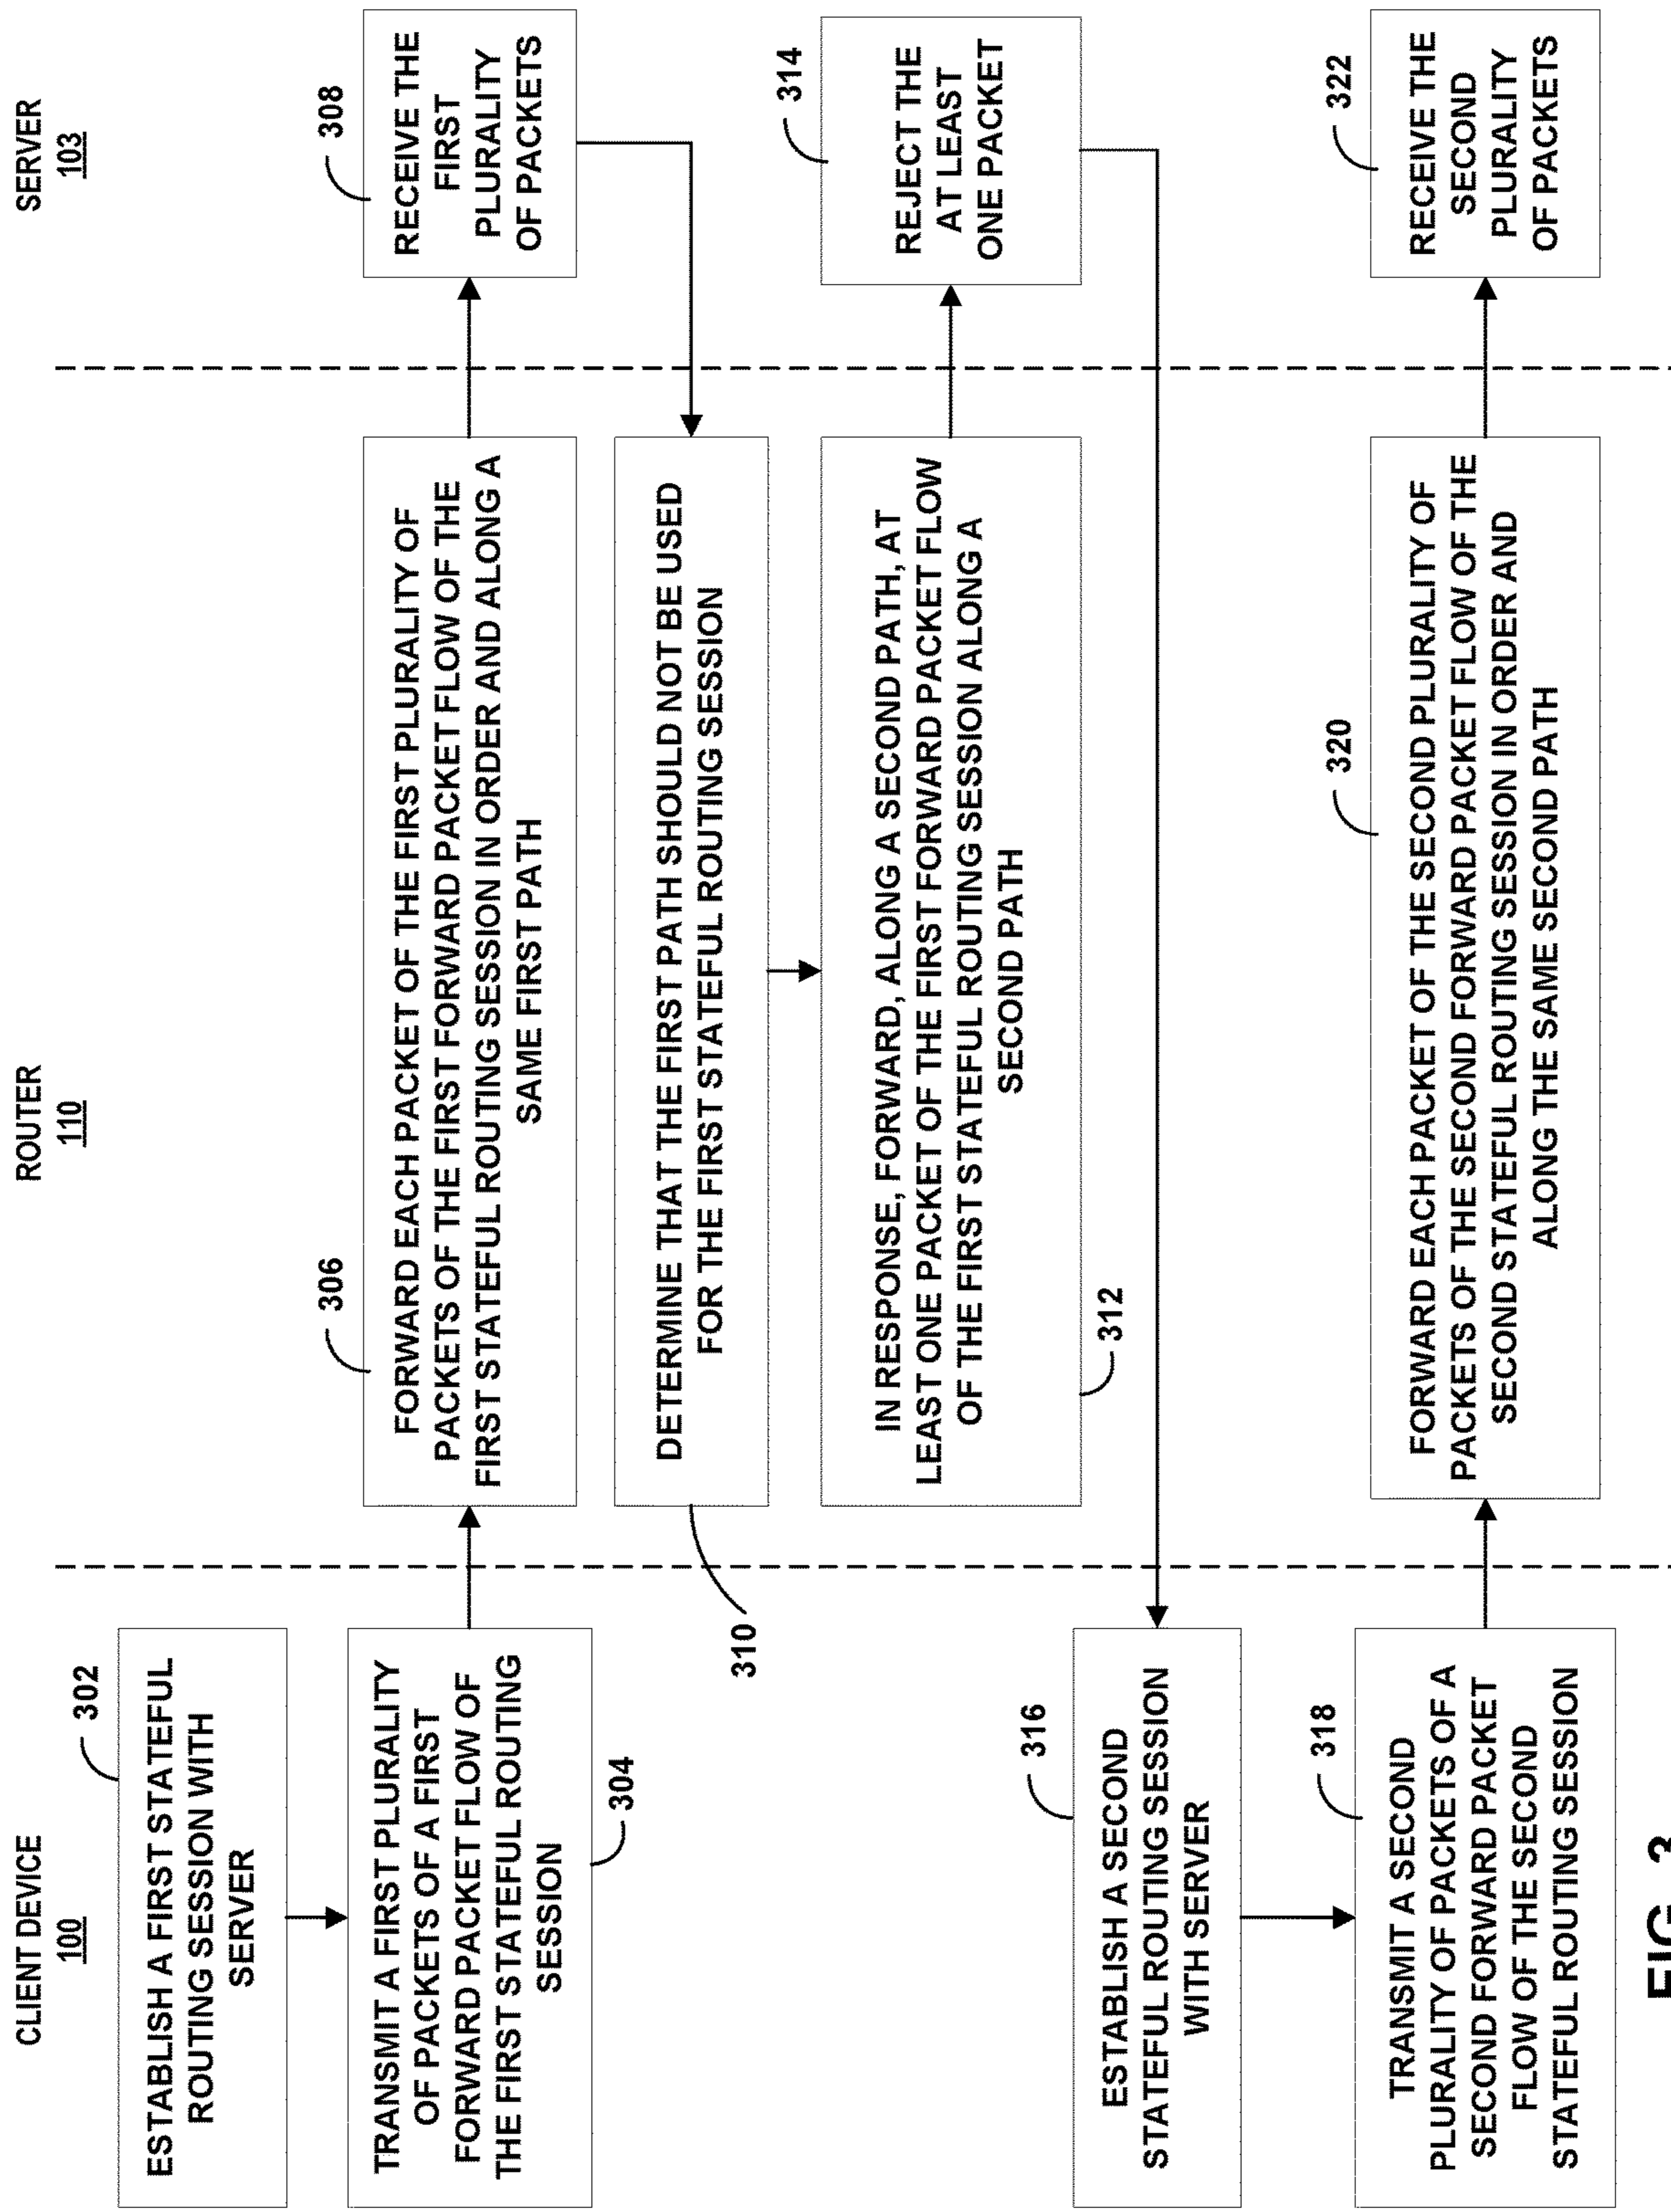 CLIENT DEVICE
100
ROUTER
110
SERVER
103
302
ESTABLISH A FIRST STATEFUL
ROUTING SESSION WITH
SERVER
TRANSMIT A FIRST PLURALITY
OF PACKETS OF A FIRST
FORWARD PACKET FLOW OF
THE FIRST STATEFUL ROUTING
SESSION
304
306
FORWARD EACH PACKET OF THE FIRST PLURALITY OF
PACKETS OF THE FIRST FORWARD PACKET FLOW OF THE
FIRST STATEFUL ROUTING SESSION IN ORDER AND ALONG A
SAME FIRST PATH
308
RECEIVE THE
FIRST
PLURALITY
OF PACKETS
DETERMINE THAT THE FIRST PATH SHOULD NOT BE USED
FOR THE FIRST STATEFUL ROUTING SESSION
310
IN RESPONSE, FORWARD, ALONG A SECOND PATH, AT
LEAST ONE PACKET OF THE FIRST FORWARD PACKET FLOW
OF THE FIRST STATEFUL ROUTING SESSION ALONG A
SECOND PATH
312
314
REJECT THE
AT LEAST
ONE PACKET
316
ESTABLISH A SECOND
STATEFUL ROUTING SESSION
WITH SERVER
318
TRANSMIT A SECOND
PLURALITY OF PACKETS OF A
SECOND FORWARD PACKET
FLOW OF THE SECOND
STATEFUL ROUTING SESSION
320
FORWARD EACH PACKET OF THE SECOND PLURALITY OF
PACKETS OF THE SECOND FORWARD PACKET FLOW OF THE
SECOND STATEFUL ROUTING SESSION IN ORDER AND
ALONG THE SAME SECOND PATH
322
RECEIVE THE
SECOND
PLURALITY
OF PACKETS
FIG. 3